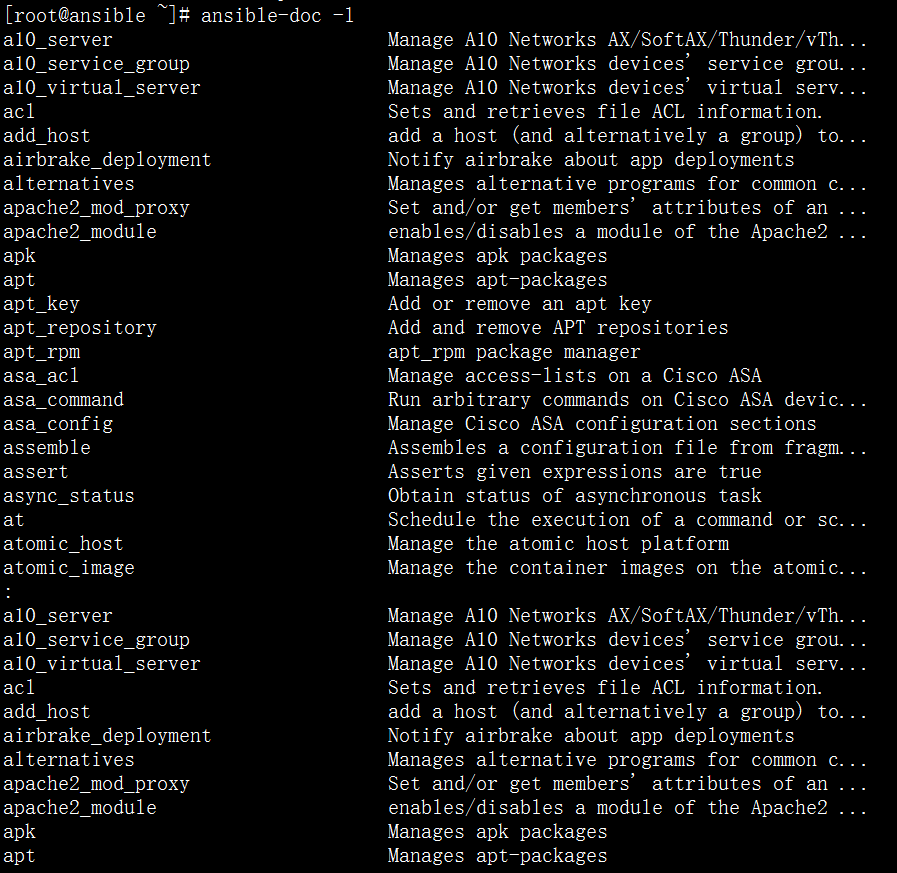 [root@ansible ~]# ansible-doc -l
a10_server Manage A10 Networks AX/SoftAX/Thunder/vTh...
a10_service_group Manage A10 Networks devices' service grou...
a10_virtual_server Manage A10 Networks devices' virtual serv...
acl Sets and retrieves file ACL information.
add_host add a host (and alternatively a group) to...
airbrake_deployment Notify airbrake about app deployments
alternatives Manages alternative programs for common c...
apache2_mod_proxy Set and/or get members' attributes of an ...
apache2_module enables/disables a module of the Apache2 ...
apk Manages apk packages
apt Manages apt-packages
apt_key Add or remove an apt key
apt_repository Add and remove APT repositories
apt_rpm apt_rpm package manager
asa_acl Manage access-lists on a Cisco ASA
asa_command Run arbitrary commands on Cisco ASA devic...
asa_config Manage Cisco ASA configuration sections
assemble Assembles a configuration file from fragm...
assert Asserts given expressions are true
async_status Obtain status of asynchronous task
at Schedule the execution of a command or sc...
atomic_host Manage the atomic host platform
atomic_image Manage the container images on the atomic...
:
a10_server Manage A10 Networks AX/SoftAX/Thunder/vTh...
a10_service_group Manage A10 Networks devices' service grou...
a10_virtual_server Manage A10 Networks devices' virtual serv...
acl Sets and retrieves file ACL information.
add_host add a host (and alternatively a group) to...
airbrake_deployment Notify airbrake about app deployments
alternatives Manages alternative programs for common c...
apache2_mod_proxy Set and/or get members' attributes of an ...
apache2_module enables/disables a module of the Apache2 ...
apk Manages apk packages
apt Manages apt-packages